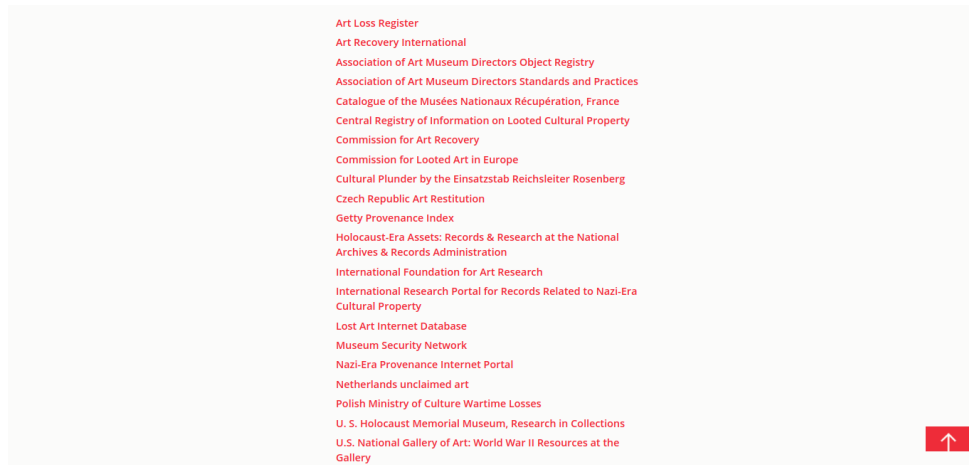 Art Loss Register
Art Recovery International
Association of Art Museum Directors Object Registry
Association of Art Museum Directors Standards and Practices
Catalogue of the Musées Nationaux Récupération, France
Central Registry of Information on Looted Cultural Property
Commission for Art Recovery
Commission for Looted Art in Europe
Cultural Plunder by the Einsatzstab Reichsleiter Rosenberg
Czech Republic Art Restitution
Getty Provenance Index
Holocaust-Era Assets: Records & Research at the National
Archives & Records Administration
International Foundation for Art Research
International Research Portal for Records Related to Nazi-Era
Cultural Property
Lost Art Internet Database
Museum Security Network
Nazi-Era Provenance Internet Portal
Netherlands unclaimed art
Polish Ministry of Culture Wartime Losses
U. S. Holocaust Memorial Museum, Research in Collections
U.S. National Gallery of Art: World War II Resources at the
Gallery